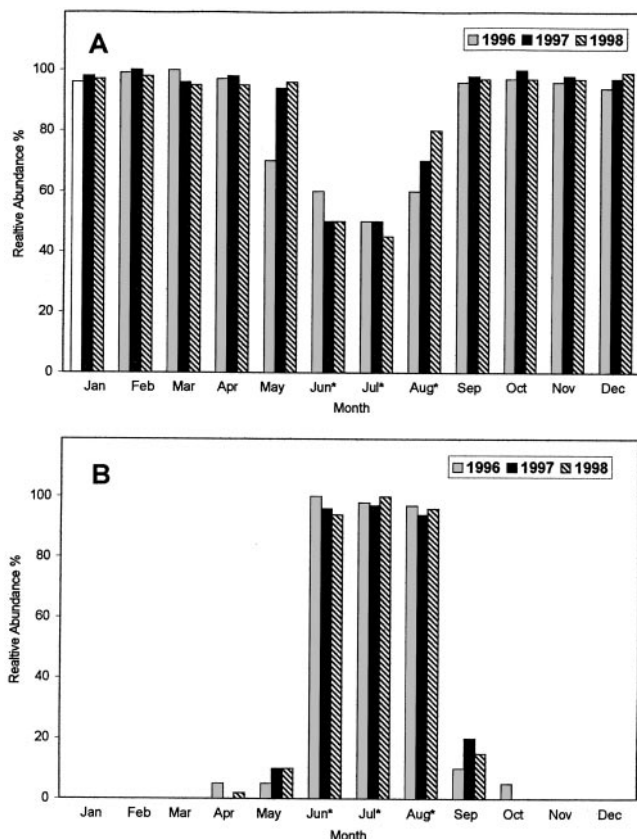 A
1996 1997 1998
100
80
60
40
20
0
Realtive Abundance %
Jan Feb Mar Apr May Jun* Jul* Aug* Sep Oct Nov Dec
Month
B
1996 1997 1998
100
80
60
40
20
0
Realtive Abundance %
Jan Feb Mar Apr May Jun* Jul* Aug* Sep Oct Nov Dec
Month